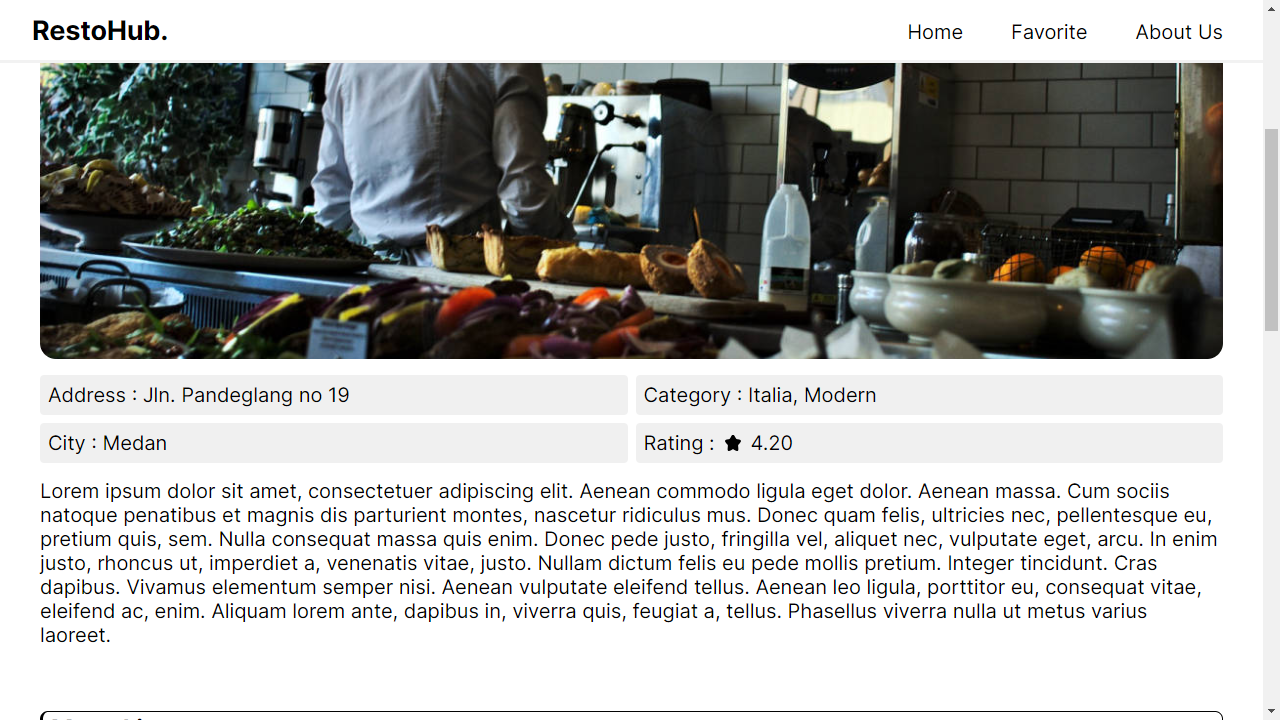 RestoHub.
Home Favorite About Us
Address : Jln. Pandeglang no 19
Category : Italia, Modern
City : Medan
Rating : ★ 4.20
Lorem ipsum dolor sit amet, consectetuer adipiscing elit. Aenean commodo ligula eget dolor. Aenean massa. Cum sociis
natoque penatibus et magnis dis parturient montes, nascetur ridiculus mus. Donec quam felis, ultricies nec, pellentesque eu,
pretium quis, sem. Nulla consequat massa quis enim. Donec pede justo, fringilla vel, aliquet nec, vulputate eget, arcu. In enim
justo, rhoncus ut, imperdiet a, venenatis vitae, justo. Nullam dictum felis eu pede mollis pretium. Integer tincidunt. Cras
dapibus. Vivamus elementum semper nisi. Aenean vulputate eleifend tellus. Aenean leo ligula, porttitor eu, consequat vitae,
eleifend ac, enim. Aliquam lorem ante, dapibus in, viverra quis, feugiat a, tellus. Phasellus viverra nulla ut metus varius
laoreet.